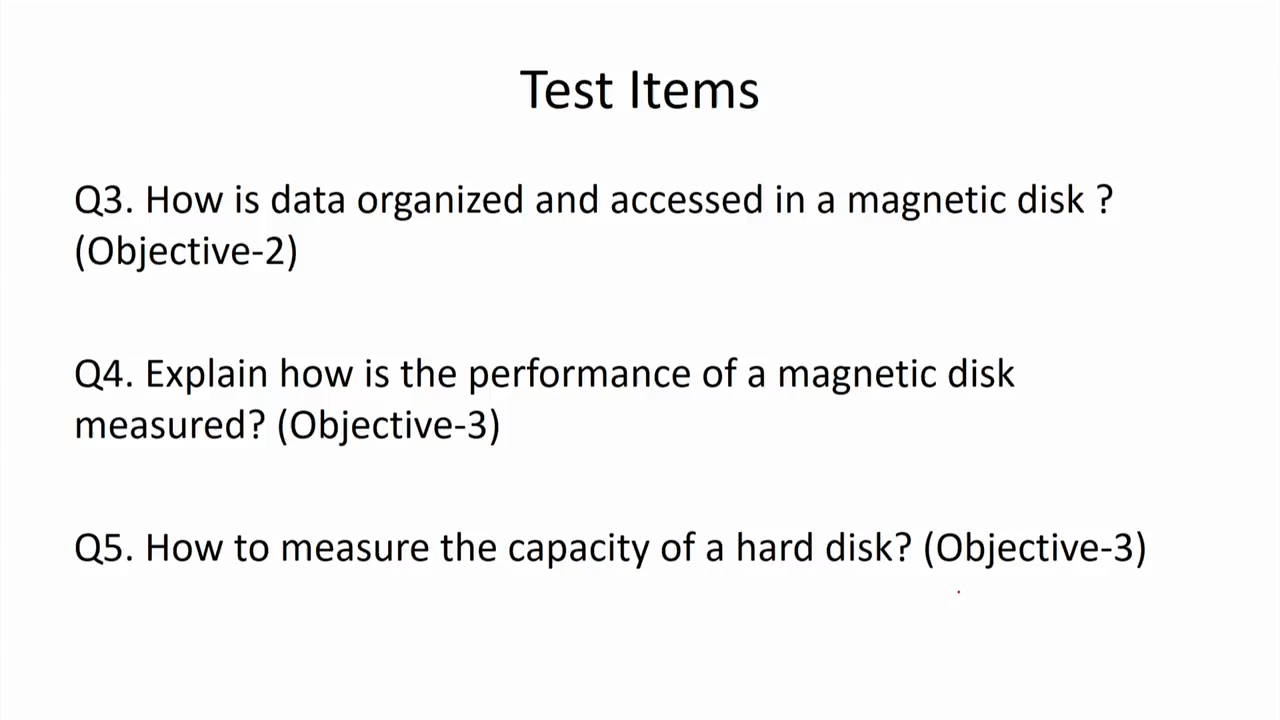 Test Items
Q3. How is data organized and accessed in a magnetic disk ?
(Objective-2)
Q4. Explain how is the performance of a magnetic disk
measured? (Objective-3)
Q5. How to measure the capacity of a hard disk? (Objective-3)